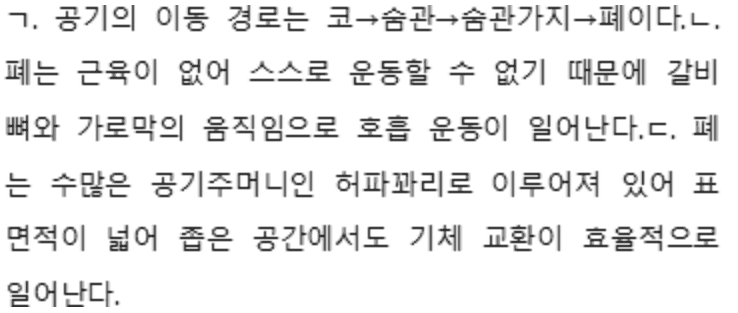 ㄱ. 공기의 이동 경로는 코→숨관→숨관가지→폐이다.ㄴ.
폐는 근육이 없어 스스로 운동할 수 없기 때문에 갈비
뼈와 가로막의 움직임으로 호흡 운동이 일어난다.ㄷ. 폐
는 수많은 공기주머니인 허파꽈리로 이루어져 있어 표
면적이 넓어 좁은 공간에서도 기체 교환이 효율적으로
일어난다.